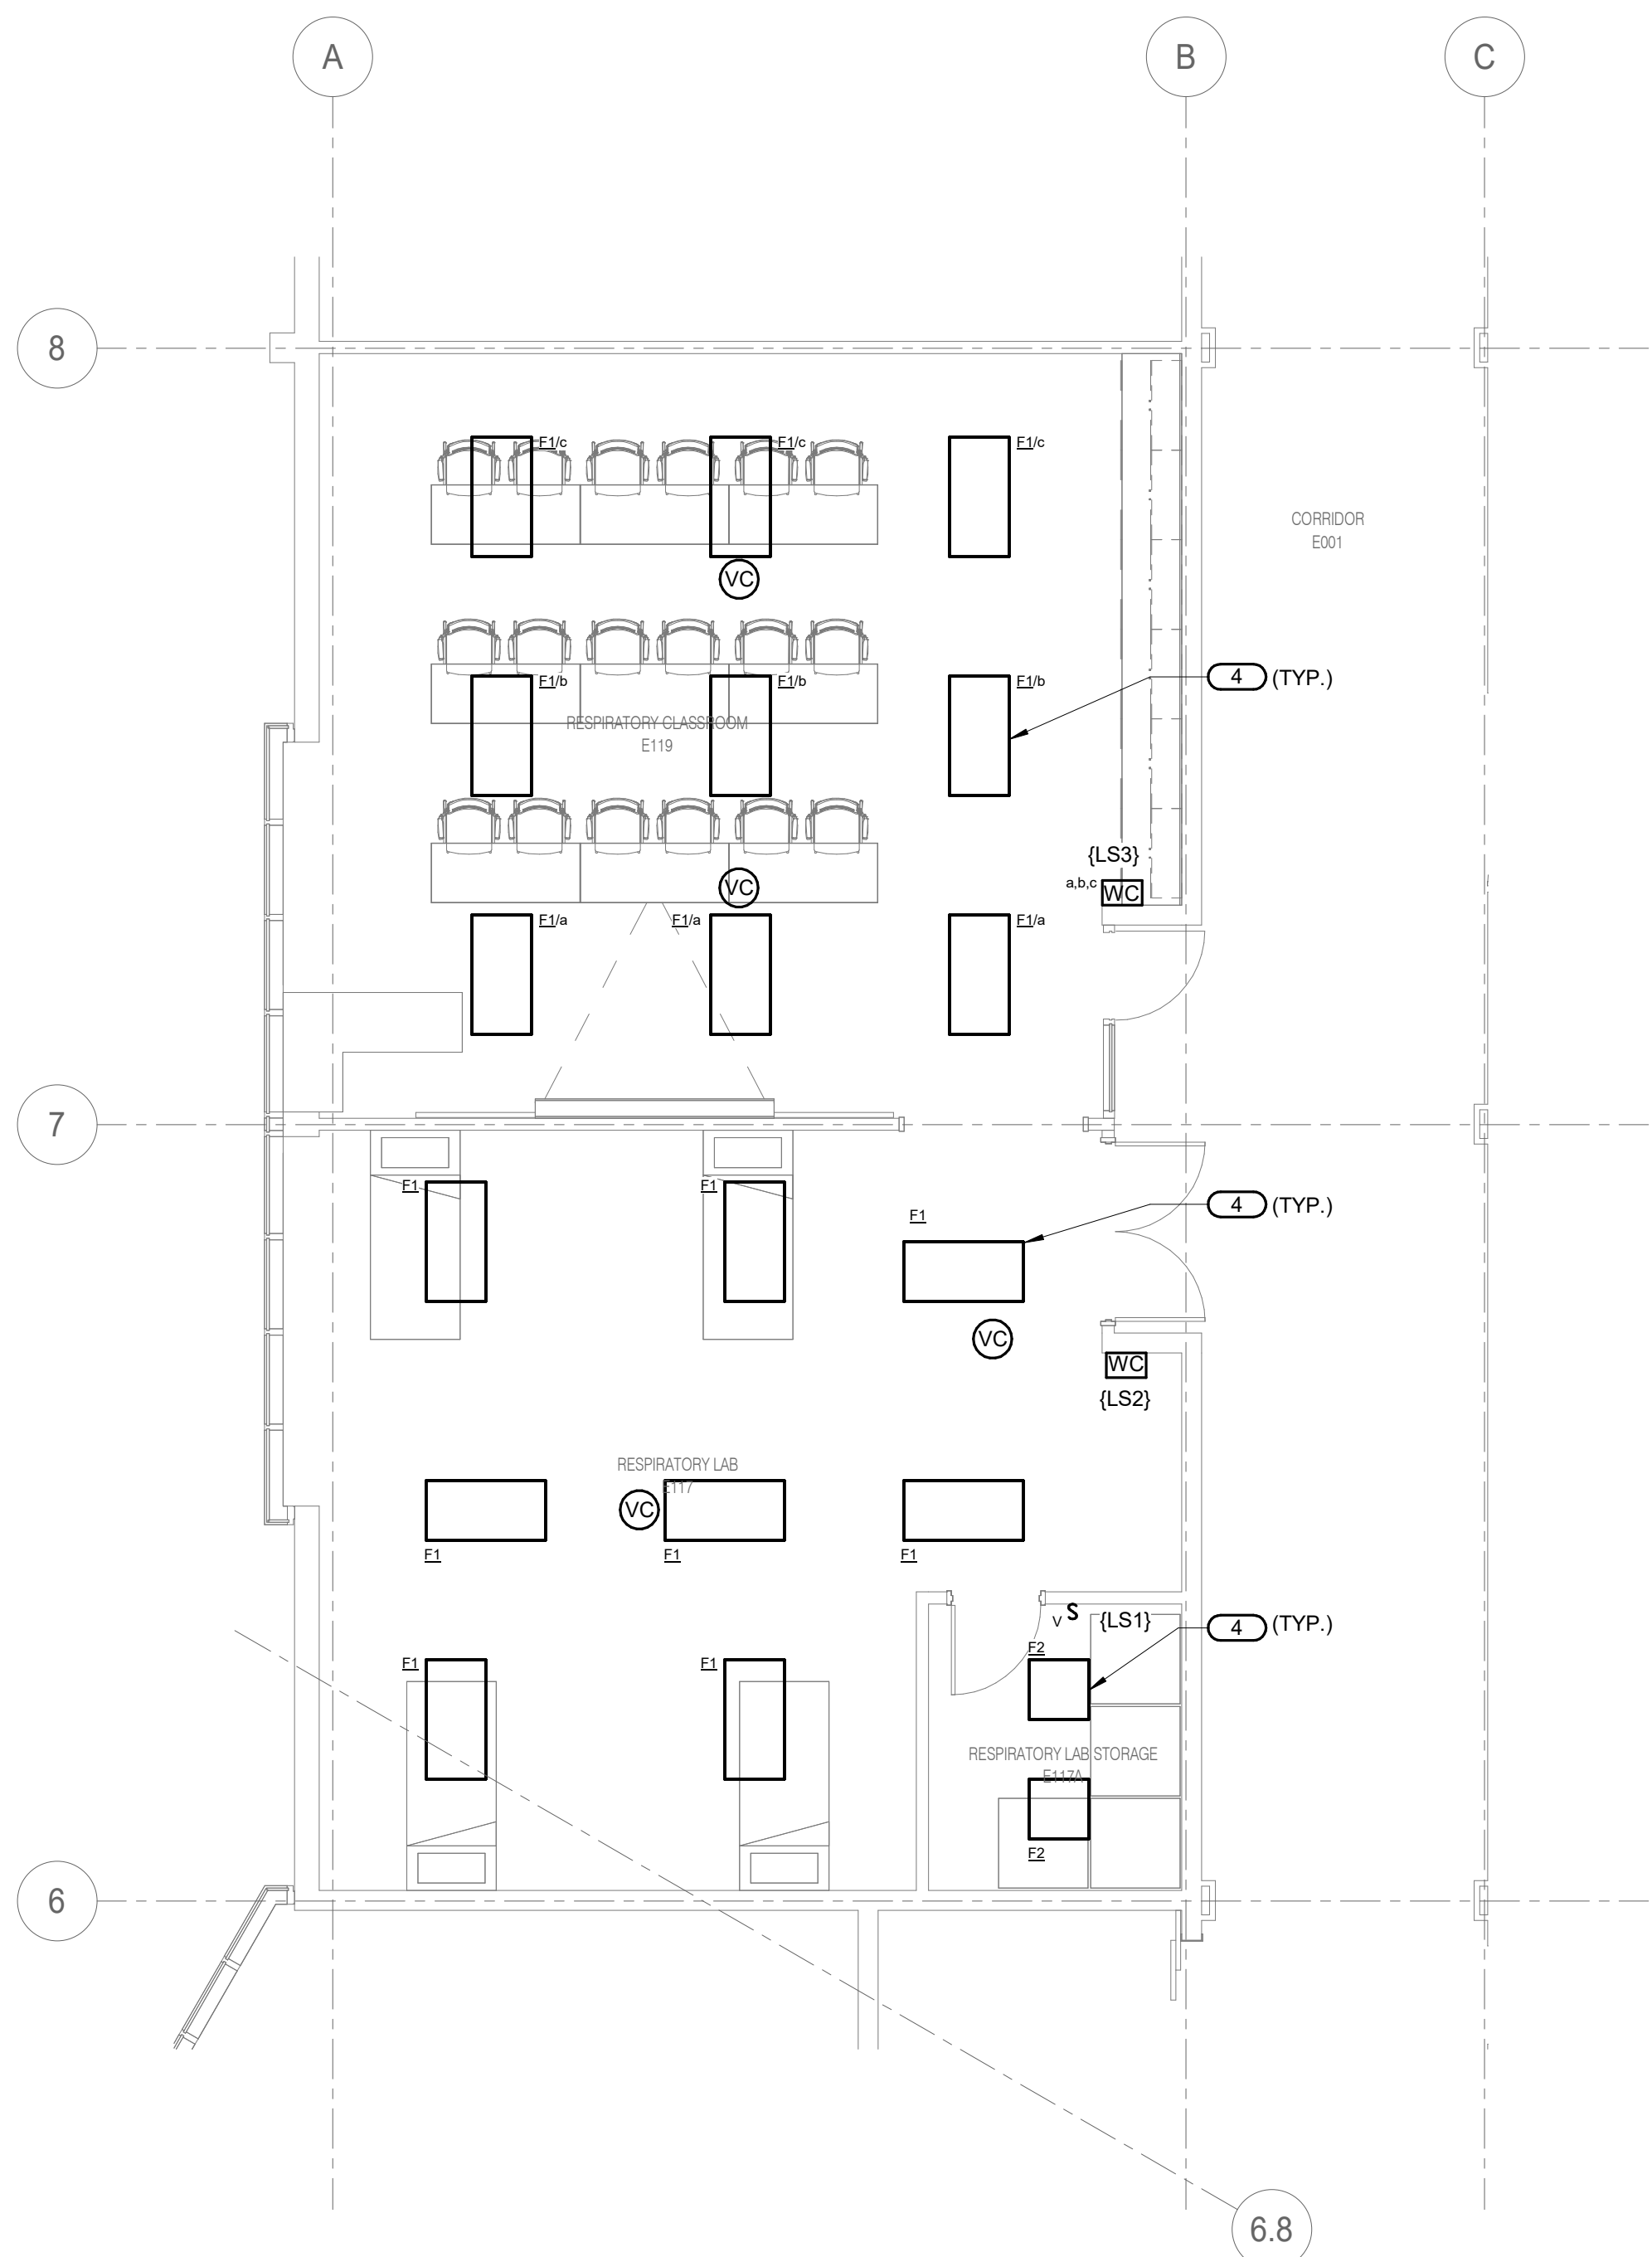 A
B
C
8
F1/c
F1/c
F1/c
CORRIDOR
E001
VC
F1/b
F1/b
F1/b
4 (TYP.)
RESPIRATORY CLASSROOM
E119
{LS3}
a,b,c
WC
VC
F1/a
F1/a
F1/a
7
F1
F1
F1
4 (TYP.)
VC
WC
{LS2}
RESPIRATORY LAB
E117
VC
F1
F1
F1
V S {LS1}
4 (TYP.)
F2
F1
F1
RESPIRATORY LAB STORAGE
E117A
F2
6
6.8